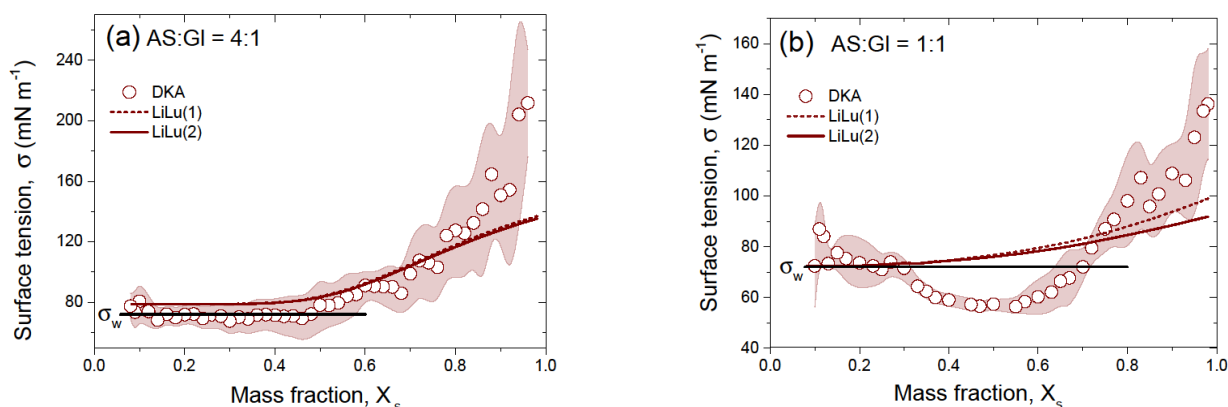 (a) AS:Gl = 4:1
DKA
LiLu(1)
LiLu(2)
Surface tension, σ (mN m⁻¹)
240
200
160
120
80
σw
0.0 0.2 0.4 0.6 0.8 1.0
Mass fraction, Xs
(b) AS:Gl = 1:1
DKA
LiLu(1)
LiLu(2)
Surface tension, σ (mN m⁻¹)
160
140
120
100
80
σw
60
40
0.0 0.2 0.4 0.6 0.8 1.0
Mass fraction, Xs